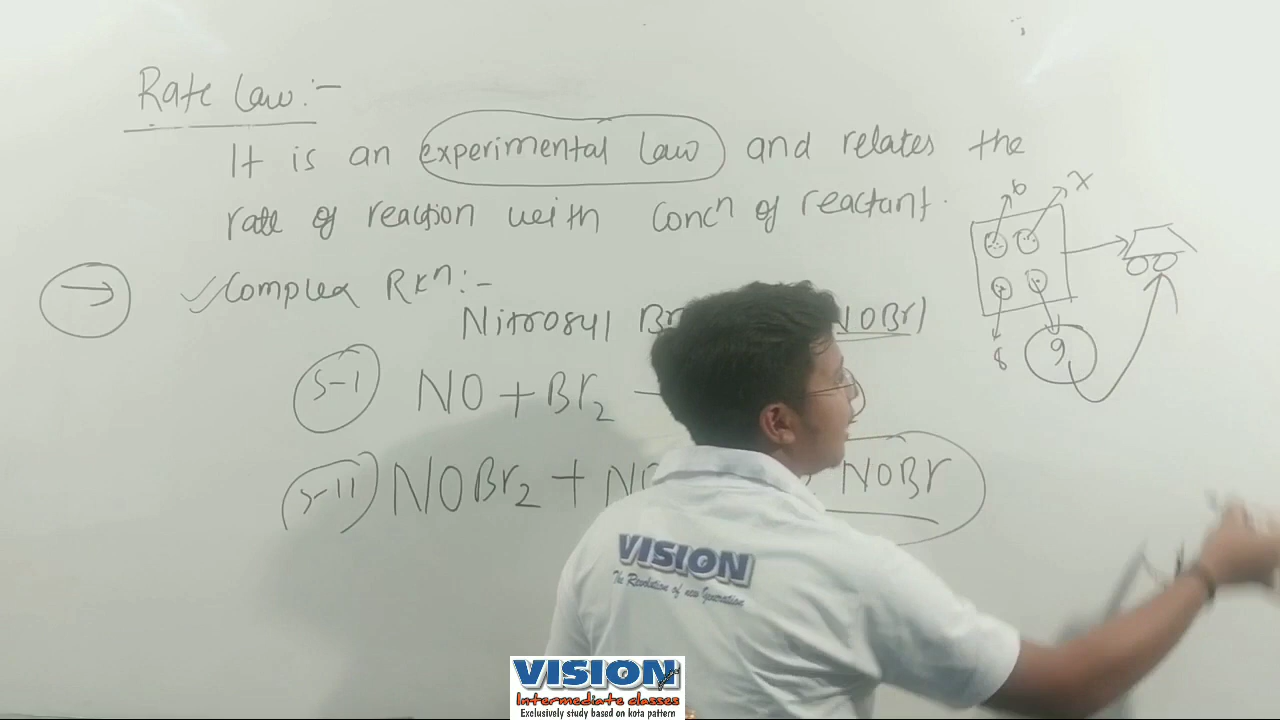 Rate Law:-
It is an experimental Law and relates the
rate of reaction with concⁿ of reactant.
→ Complex Rxⁿ:-
Nitrosyl Br NOBr)
S-I NO + Br₂ —
S-II NOBr₂ + NO NOBr
6 x
8 9
VISION
The Revolution of new Generation
VISION
Intermediate classes
Exclusively study based on kota pattern